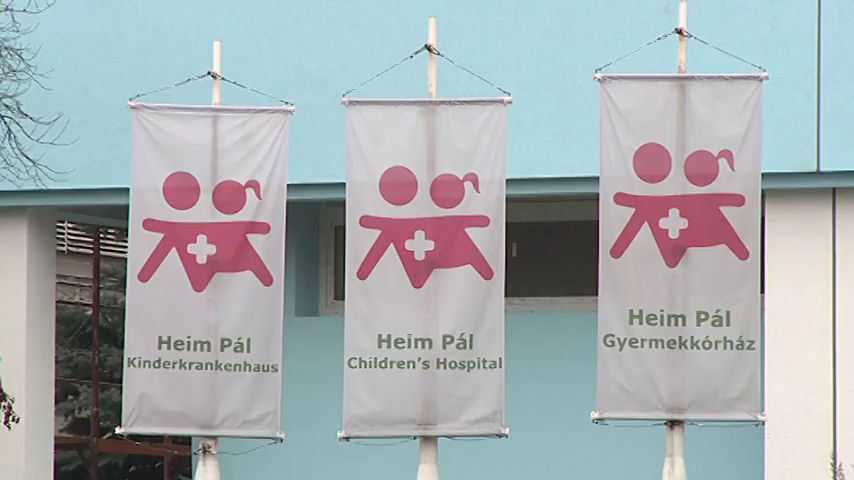 Heim Pál
Kinderkrankenhaus
Heim Pál
Children's Hospital
Heim Pál
Gyermekkórház